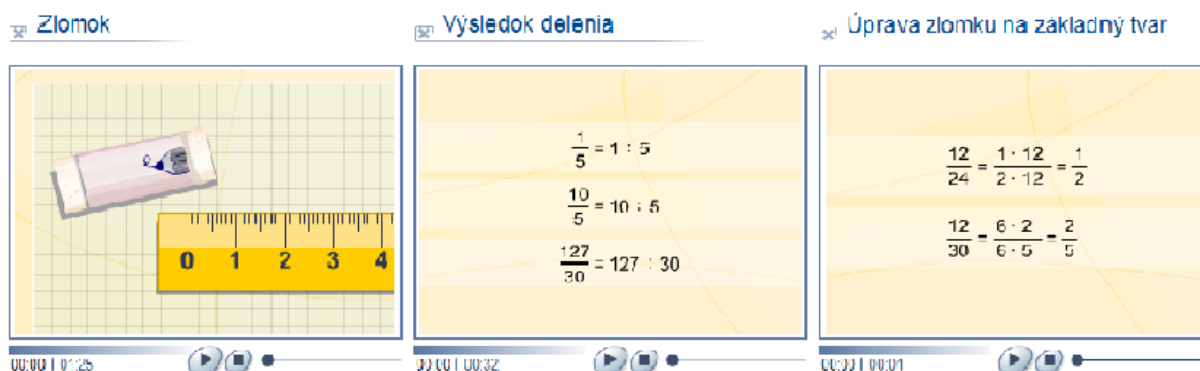 Zlomok
0 1 2 3 4
00:00 | 01:25
Výsledok delenia
1/5 = 1 : 5
10/5 = 10 : 5
127/30 = 127 : 30
00:00 | 00:32
Úprava zlomku na základný tvar
12/24 = 1 · 12 / 2 · 12 = 1/2
12/30 = 6 · 2 / 6 · 5 = 2/5
00:00 | 00:04